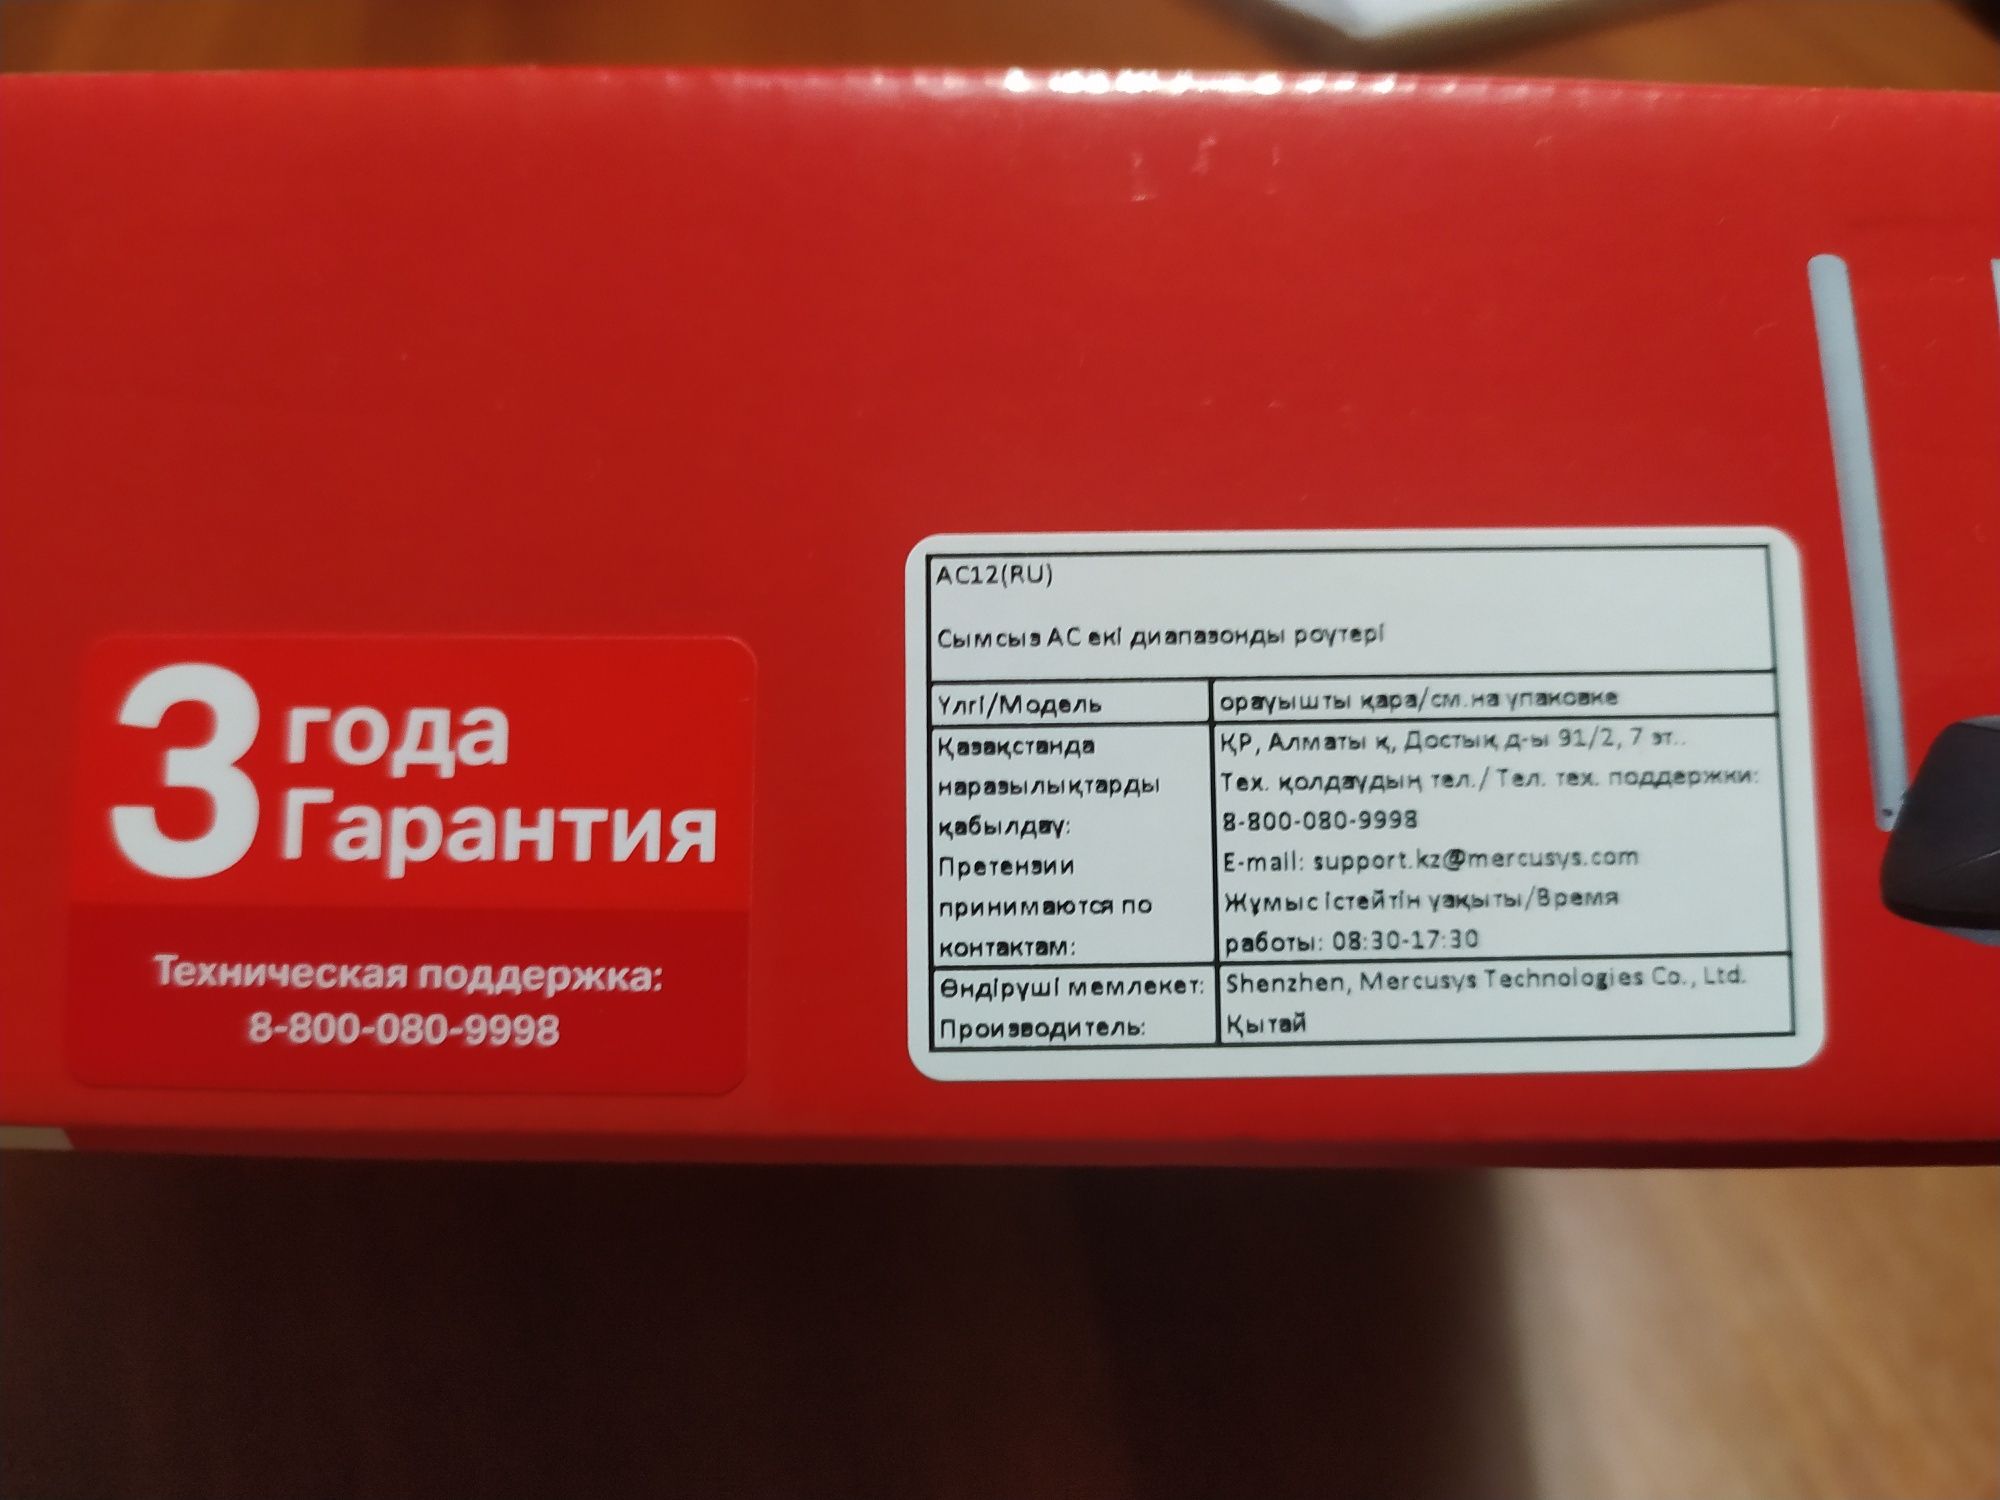 3 года
Гарантия
Техническая поддержка:
8-800-080-9998
AC12(RU)
Сымсыз AC екі диапазонды роутері
Үлгі/Модель
орауышты қара/см.на упаковке
Қазақстанда
наразылықтарды
қабылдау:
Претензии
принимаются по
контактам:
ҚР, Алматы қ, Достық д-ы 91/2, 7 эт..
Тех. қолдаудың тел./ Тел. тех. поддержки:
8-800-080-9998
E-mail: support.kz@mercusys.com
Жұмыс істейтін уақыты/Время
работы: 08:30-17:30
Өндіруші мемлекет:
Производитель:
Shenzhen, Mercusys Technologies Co., Ltd.
Қытай